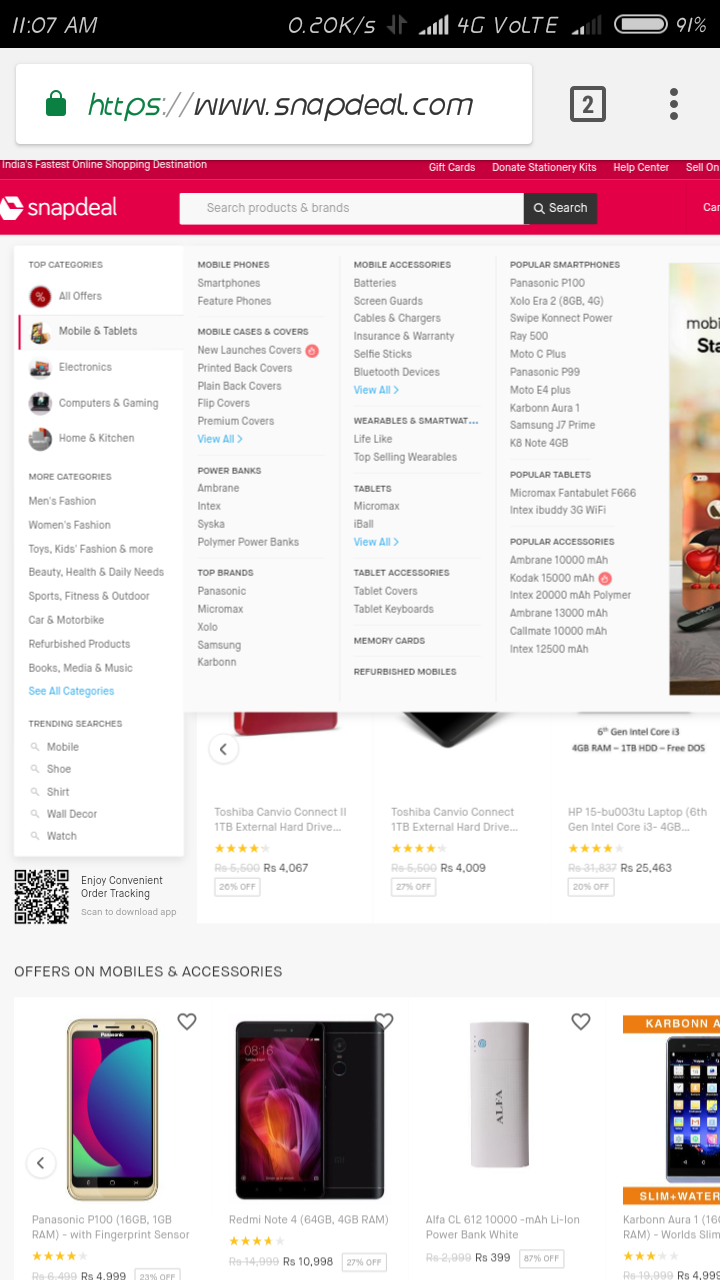 11:07 AM 0.20K/s 4G VoLTE 91%
https://www.snapdeal.com 2
India's Fastest Online Shopping Destination Gift Cards Donate Stationery Kits Help Center Sell On
snapdeal Search products & brands Search Car
TOP CATEGORIES
All Offers
Mobile & Tablets
Electronics
Computers & Gaming
Home & Kitchen
MORE CATEGORIES
Men's Fashion
Women's Fashion
Toys, Kids' Fashion & more
Beauty, Health & Daily Needs
Sports, Fitness & Outdoor
Car & Motorbike
Refurbished Products
Books, Media & Music
See All Categories
TRENDING SEARCHES
Mobile
Shoe
Shirt
Wall Decor
Watch
Enjoy Convenient
Order Tracking
Scan to download app
MOBILE PHONES
Smartphones
Feature Phones
MOBILE CASES & COVERS
New Launches Covers
Printed Back Covers
Plain Back Covers
Flip Covers
Premium Covers
View All >
POWER BANKS
Ambrane
Intex
Syska
Polymer Power Banks
TOP BRANDS
Panasonic
Micromax
Xolo
Samsung
Karbonn
MOBILE ACCESSORIES
Batteries
Screen Guards
Cables & Chargers
Insurance & Warranty
Selfie Sticks
Bluetooth Devices
View All >
WEARABLES & SMARTWAT...
Life Like
Top Selling Wearables
TABLETS
Micromax
iBall
View All >
TABLET ACCESSORIES
Tablet Covers
Tablet Keyboards
MEMORY CARDS
REFURBISHED MOBILES
POPULAR SMARTPHONES
Panasonic P100
Xolo Era 2 (8GB, 4G)
Swipe Konnect Power
Ray 500
Moto C Plus
Panasonic P99
Moto E4 plus
Karbonn Aura 1
Samsung J7 Prime
K8 Note 4GB
POPULAR TABLETS
Micromax Fantabulet F666
Intex ibuddy 3G WiFi
POPULAR ACCESSORIES
Ambrane 10000 mAh
Kodak 15000 mAh
Intex 20000 mAh Polymer
Ambrane 13000 mAh
Callmate 10000 mAh
Intex 12500 mAh
mobi
Sta
vivo
6th Gen Intel Core i3
4GB RAM – 1TB HDD – Free DOS
Toshiba Canvio Connect II
1TB External Hard Drive...
Rs 5,500 Rs 4,067
26% OFF
Toshiba Canvio Connect
1TB External Hard Drive...
Rs 5,500 Rs 4,009
27% OFF
HP 15-bu003tu Laptop (6th
Gen Intel Core i3- 4GB...
Rs 31,837 Rs 25,463
20% OFF
OFFERS ON MOBILES & ACCESSORIES
Panasonic
Panasonic P100 (16GB, 1GB
RAM) - with Fingerprint Sensor
Rs 6,499 Rs 4,999 23% OFF
08:16
Redmi Note 4 (64GB, 4GB RAM)
Rs 14,999 Rs 10,998 27% OFF
ALFA
Alfa CL 612 10000 -mAh Li-Ion
Power Bank White
Rs 2,999 Rs 399 87% OFF
KARBONN A
SLIM+WATER
Karbonn Aura 1 (16G
RAM) - Worlds Slim
Rs 19,999 Rs 4,999